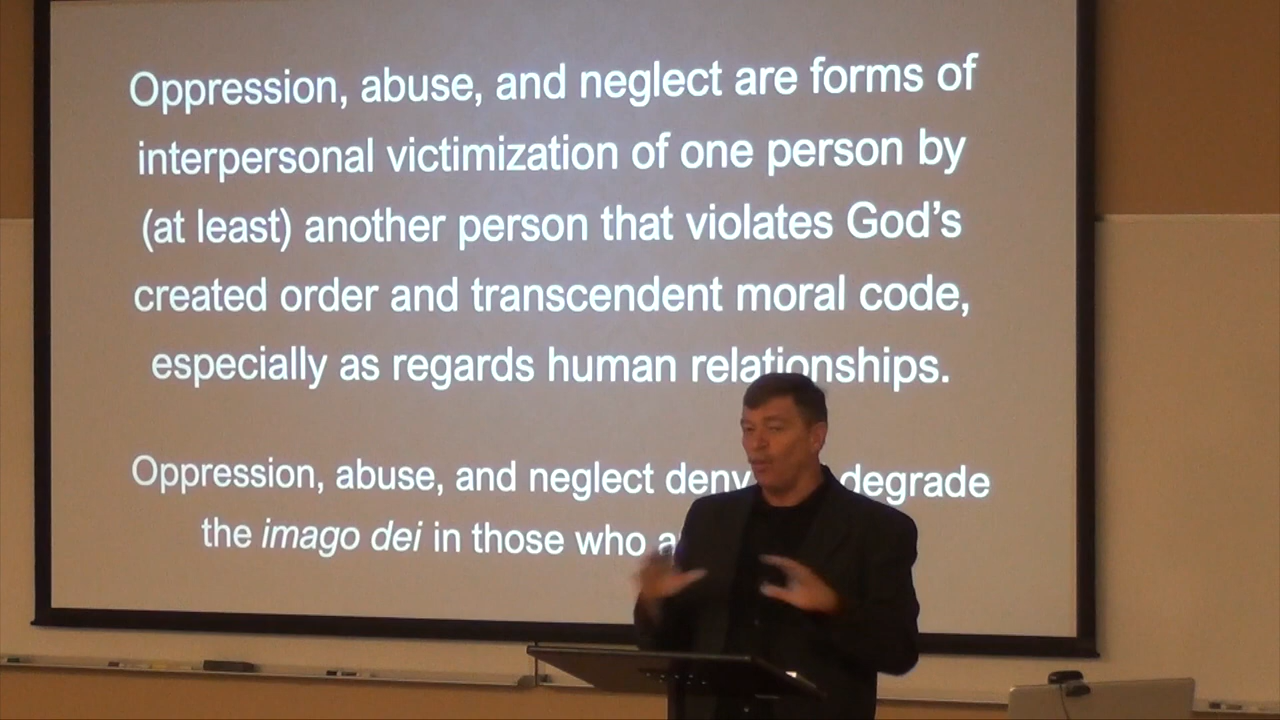 Oppression, abuse, and neglect are forms of
interpersonal victimization of one person by
(at least) another person that violates God's
created order and transcendent moral code,
especially as regards human relationships.
Oppression, abuse, and neglect deny degrade
the imago dei in those who